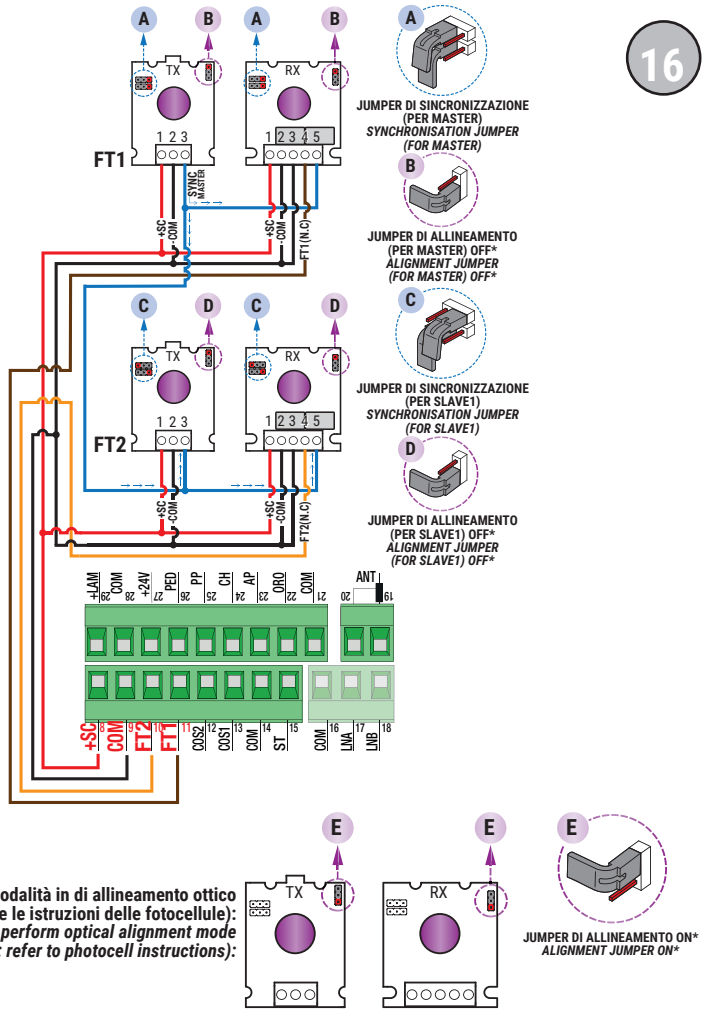 A B A B A
16
TX RX
1 2 3 1 2 3 4 5
FT1
SYNC
MASTER
+SC
-COM
+SC
-COM
FT1(N.C)
JUMPER DI SINCRONIZZAZIONE
(PER MASTER)
SYNCHRONISATION JUMPER
(FOR MASTER)
B
JUMPER DI ALLINEAMENTO
(PER MASTER) OFF*
ALIGNMENT JUMPER
(FOR MASTER) OFF*
C D C D C
TX RX
1 2 3 1 2 3 4 5
FT2
+SC
-COM
+SC
-COM
FT2(N.C)
JUMPER DI SINCRONIZZAZIONE
(PER SLAVE1)
SYNCHRONISATION JUMPER
(FOR SLAVE1)
D
JUMPER DI ALLINEAMENTO
(PER SLAVE1) OFF*
ALIGNMENT JUMPER
(FOR SLAVE1) OFF*
+LAM COM +24V PED PP CH AP ORO COM ANT
29 28 27 26 25 24 23 22 21 20 19
8 9 10 11 12 13 14 15 16 17 18
+SC COM FT2 FT1 COS2 COS1 COM ST COM LNA LNB
E E E
TX RX
odalità in di allineamento ottico
e le istruzioni delle fotocellule):
perform optical alignment mode
: refer to photocell instructions):
JUMPER DI ALLINEAMENTO ON*
ALIGNMENT JUMPER ON*